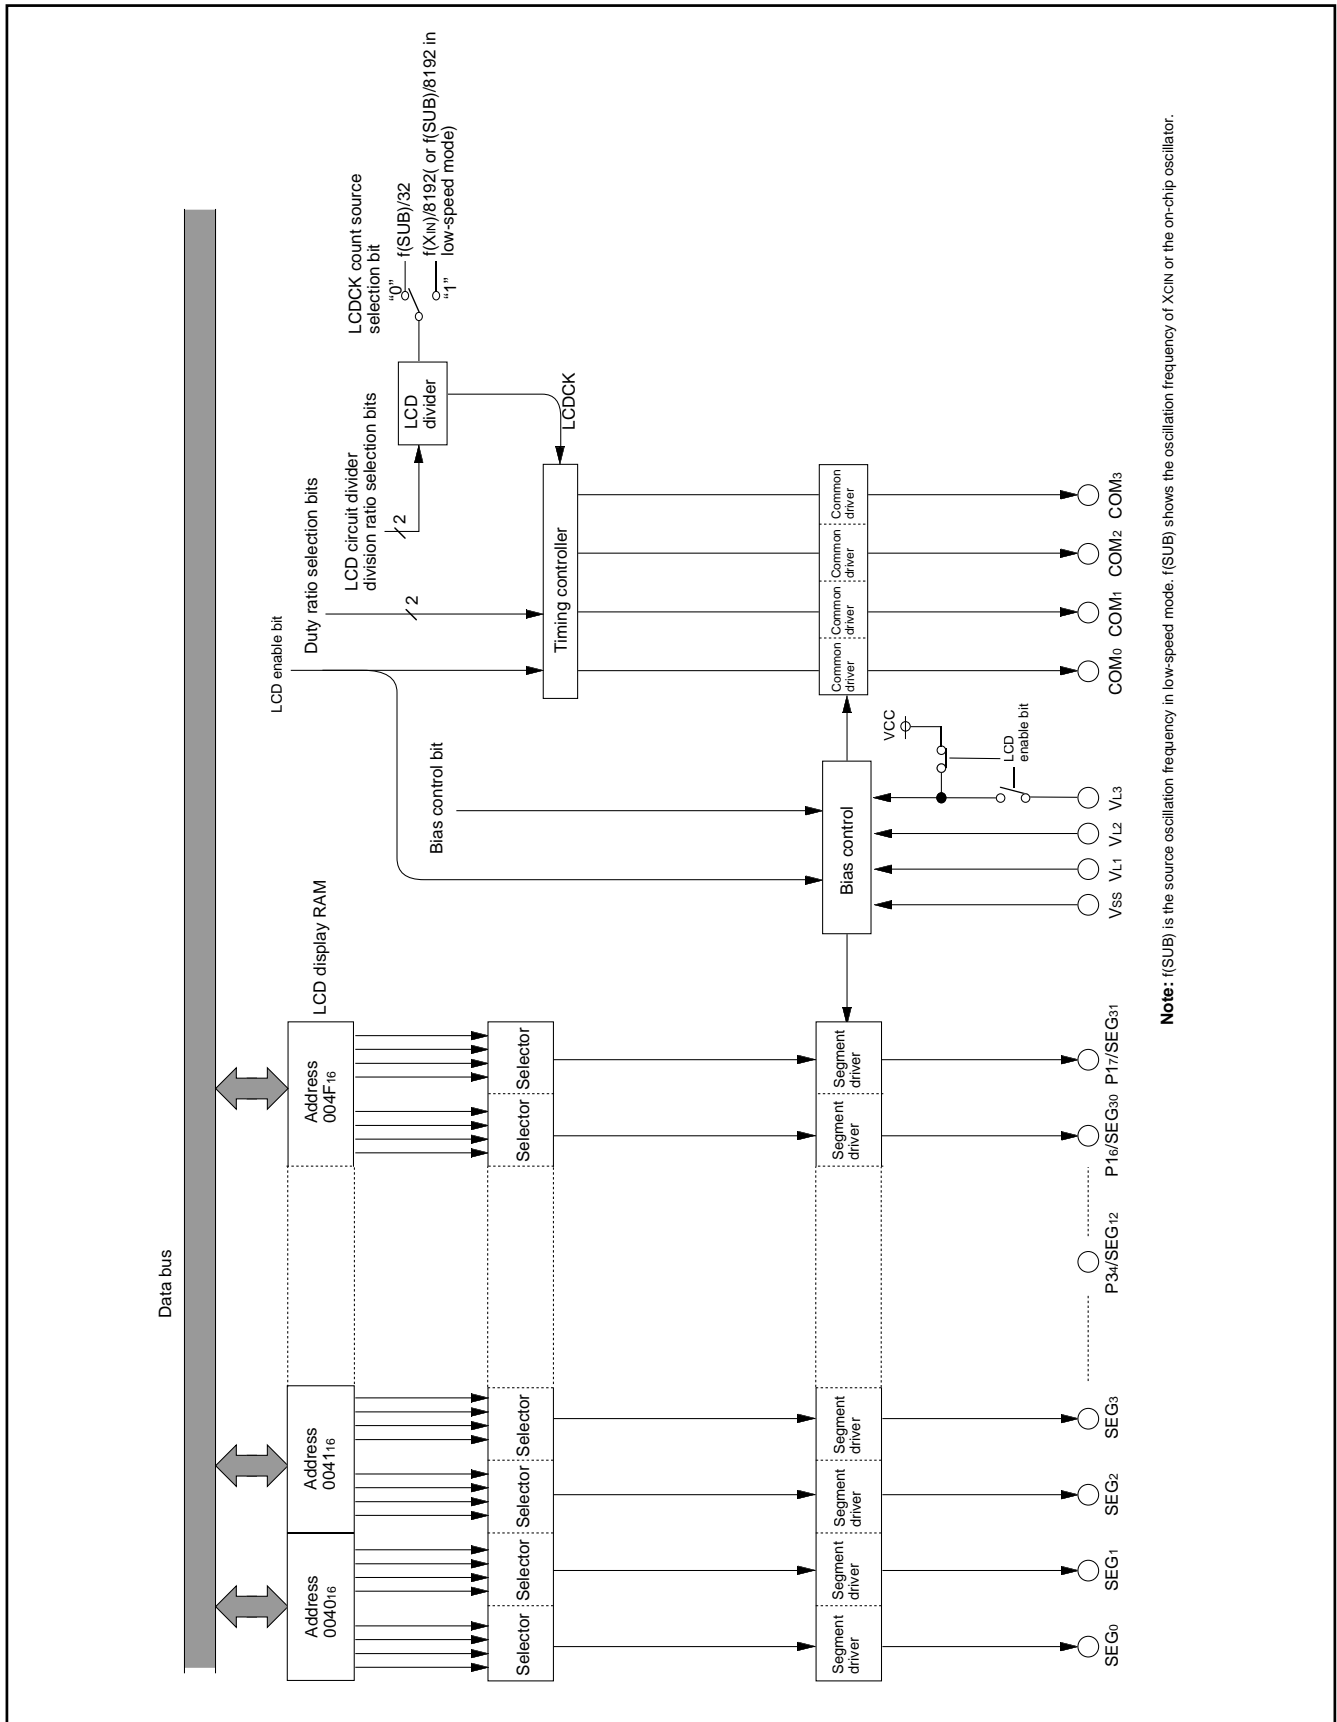 Data bus
LCD enable bit
Duty ratio selection bits
LCD circuit divider
division ratio selection bits
LCDCK count source
selection bit
“0”
f(SUB)/32
“1”
f(XIN)/8192( or f(SUB)/8192 in
low-speed mode)
2
2
LCD
divider
LCDCK
LCD display RAM
Bias control bit
Address
004016
Address
004116
Address
004F16
Timing controller
Selector
Selector
Selector
Selector
Selector
Selector
Segment
driver
Segment
driver
Segment
driver
Segment
driver
Segment
driver
Segment
driver
Bias control
Common
driver
Common
driver
Common
driver
Common
driver
VCC
LCD
enable bit
SEG0
SEG1
SEG2
SEG3
P34/SEG12
P16/SEG30
P17/SEG31
VSS
VL1
VL2
VL3
COM0
COM1
COM2
COM3
Note: f(SUB) is the source oscillation frequency in low-speed mode. f(SUB) shows the oscillation frequency of XCIN or the on-chip oscillator.